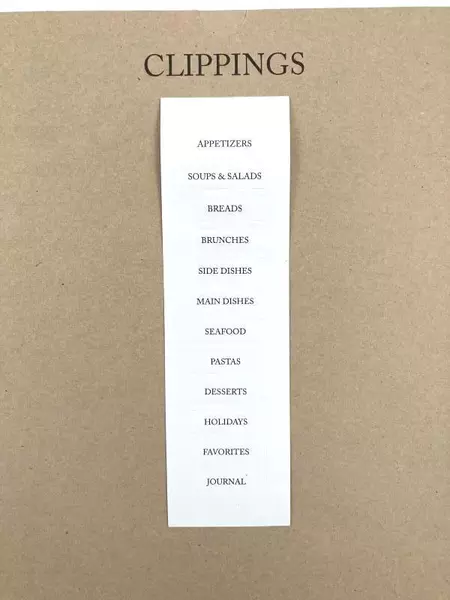 CLIPPINGS
APPETIZERS
SOUPS & SALADS
BREADS
BRUNCHES
SIDE DISHES
MAIN DISHES
SEAFOOD
PASTAS
DESSERTS
HOLIDAYS
FAVORITES
JOURNAL